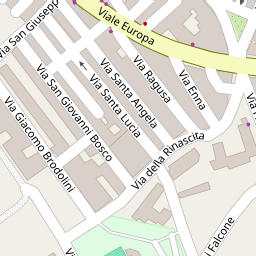 Viale Europa
Via San Giusepp
Via Ragusa
Via Enna
Via Santa Angela
Via Santa Lucia
Via San Giovanni Bosco
Via Giacomo Brodolini
Via della Rinascita
i Falcone